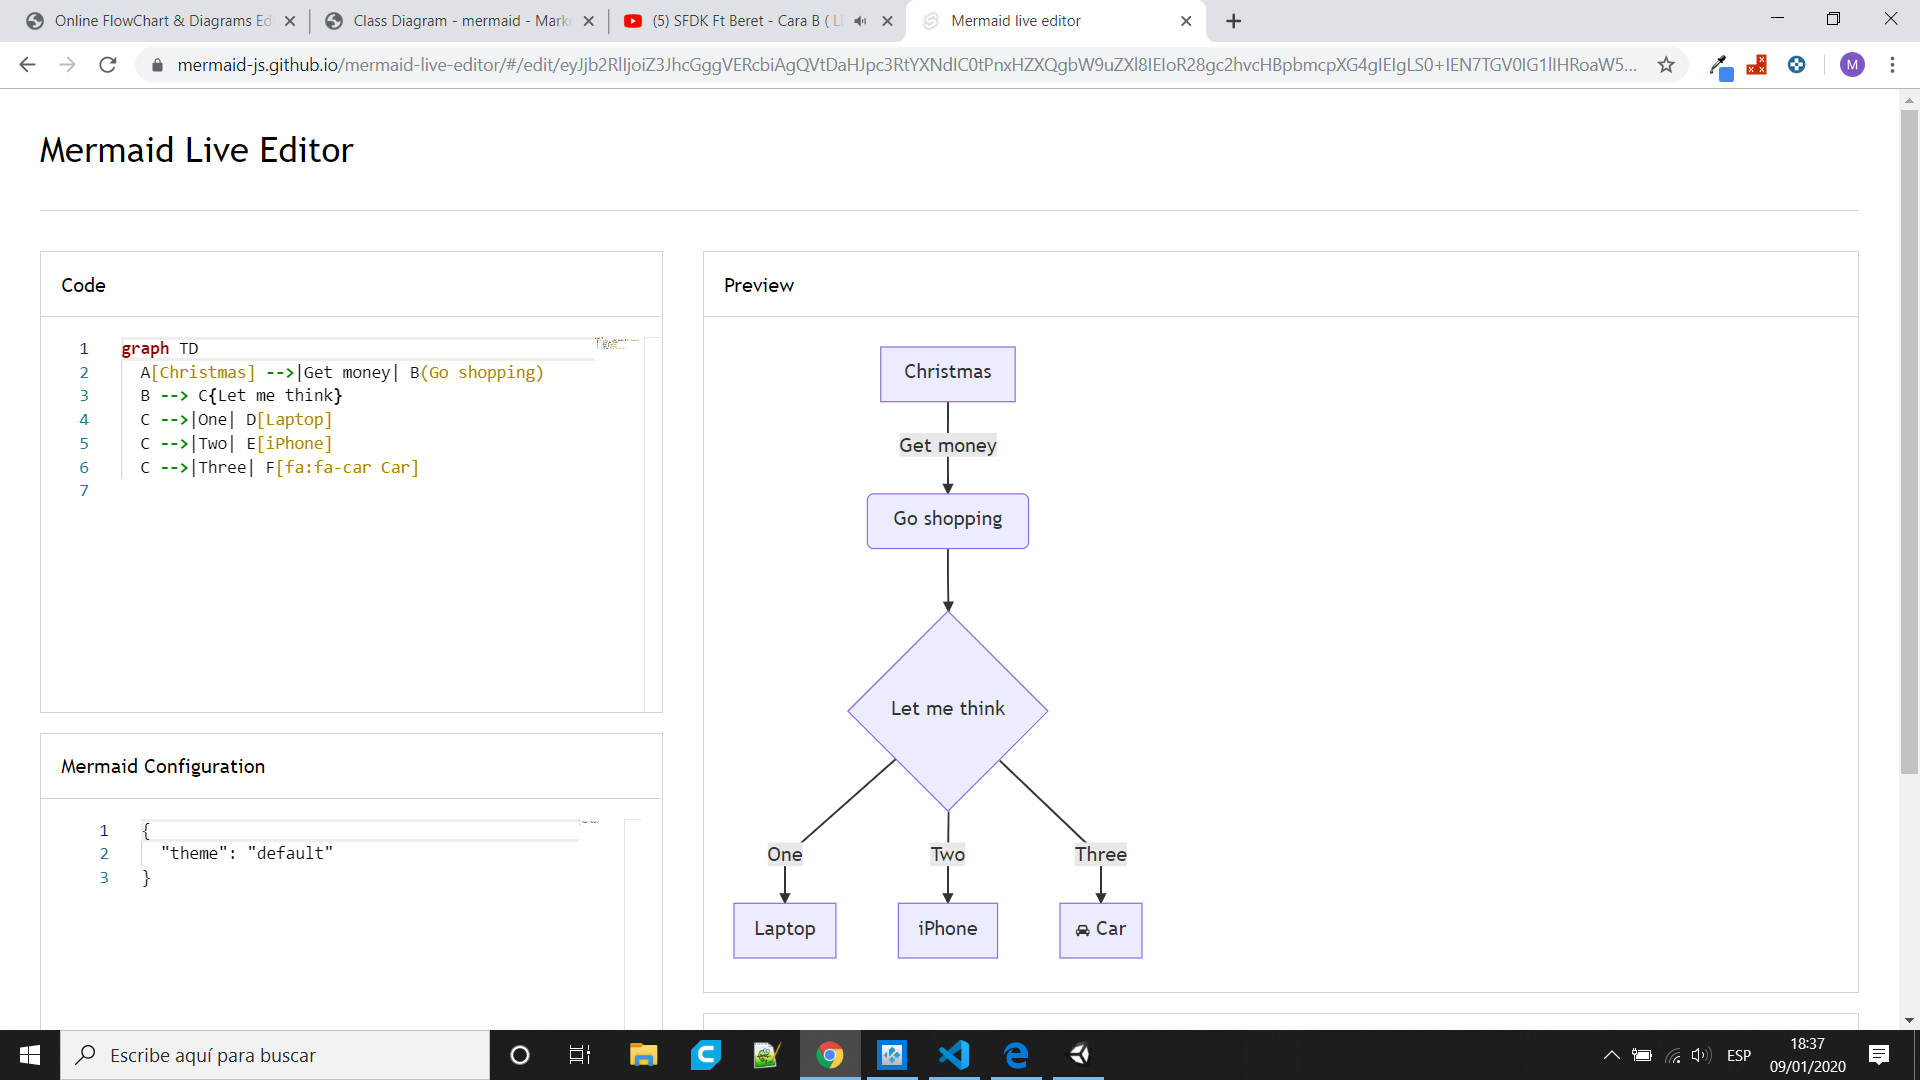 Online FlowChart & Diagrams Ed
Class Diagram - mermaid - Mark
(5) SFDK Ft Beret - Cara B ( L
Mermaid live editor
mermaid-js.github.io/mermaid-live-editor/#/edit/eyJjb2RlIjoiZ3JhcGggVERcbiAgQVtDaHJpc3RtYXNdIC0tPnxHZXQgbW9uZXl8IEIoR28gc2hvcHBpbmcpXG4gIEIgLS0+IEN7TGV0IG1lIHRoaW5...
M
Mermaid Live Editor
Code
1 graph TD
2 A[Christmas] -->|Get money| B(Go shopping)
3 B --> C{Let me think}
4 C -->|One| D[Laptop]
5 C -->|Two| E[iPhone]
6 C -->|Three| F[fa:fa-car Car]
7
Mermaid Configuration
1 {
2 "theme": "default"
3 }
Preview
Christmas
Get money
Go shopping
Let me think
One Two Three
Laptop iPhone Car
Escribe aquí para buscar
ESP
18:37
09/01/2020